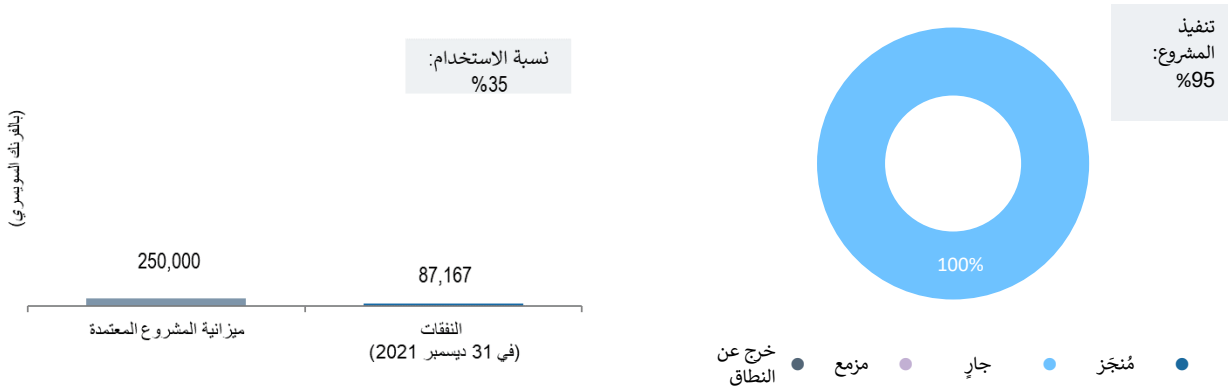 تنفيذ
المشروع:
%95
100%
مُنجَز
جارٍ
مزمع
خرج عن
النطاق
نسبة الاستخدام:
%35
(بالفرنك السويسري)
250,000
87,167
ميزانية المشروع المعتمدة
النفقات
(في 31 ديسمبر 2021)